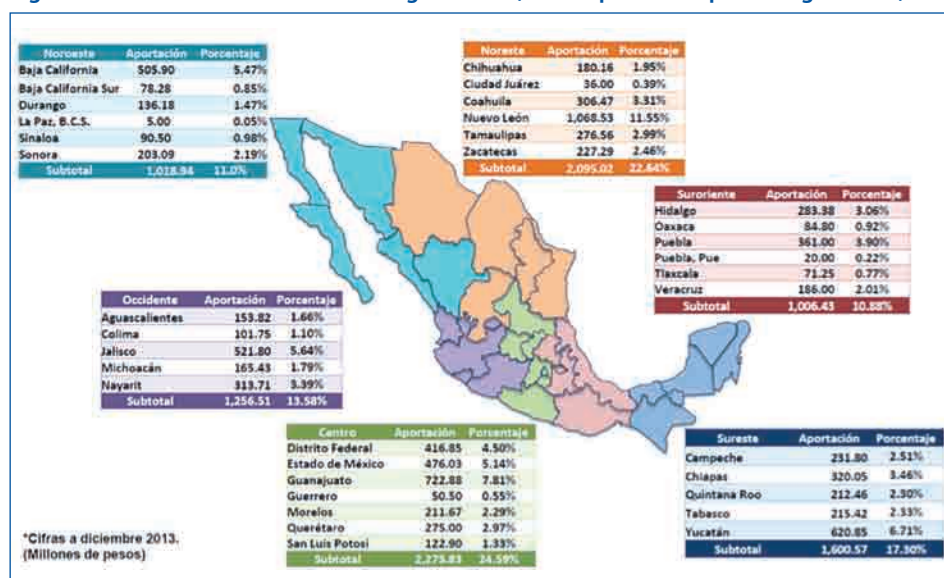 Noroeste Aportación Porcentaje
Baja California 505.90 5.47%
Baja California Sur 78.28 0.85%
Durango 136.18 1.47%
La Paz, B.C.S. 5.00 0.05%
Sinaloa 90.50 0.98%
Sonora 203.09 2.19%
Subtotal 1,018.94 11.0%
Noreste Aportación Porcentaje
Chihuahua 180.16 1.95%
Ciudad Juárez 36.00 0.39%
Coahuila 306.47 3.31%
Nuevo León 1,068.53 11.55%
Tamaulipas 276.56 2.99%
Zacatecas 227.29 2.46%
Subtotal 2,095.02 22.64%
Suroriente Aportación Porcentaje
Hidalgo 283.38 3.06%
Oaxaca 84.80 0.92%
Puebla 361.00 3.90%
Puebla, Pue 20.00 0.22%
Tlaxcala 71.25 0.77%
Veracruz 186.00 2.01%
Subtotal 1,006.43 10.88%
Occidente Aportación Porcentaje
Aguascalientes 153.82 1.66%
Colima 101.75 1.10%
Jalisco 521.80 5.64%
Michoacán 165.43 1.79%
Nayarit 313.71 3.39%
Subtotal 1,256.51 13.58%
Centro Aportación Porcentaje
Distrito Federal 416.85 4.50%
Estado de México 476.03 5.14%
Guanajuato 722.88 7.81%
Guerrero 50.50 0.55%
Morelos 211.67 2.29%
Querétaro 275.00 2.97%
San Luis Potosí 122.90 1.33%
Subtotal 2,275.83 24.59%
Sureste Aportación Porcentaje
Campeche 231.80 2.51%
Chiapas 320.05 3.46%
Quintana Roo 212.46 2.30%
Tabasco 215.42 2.33%
Yucatán 620.85 6.71%
Subtotal 1,600.57 17.30%
*Cifras a diciembre 2013.
(Millones de pesos)